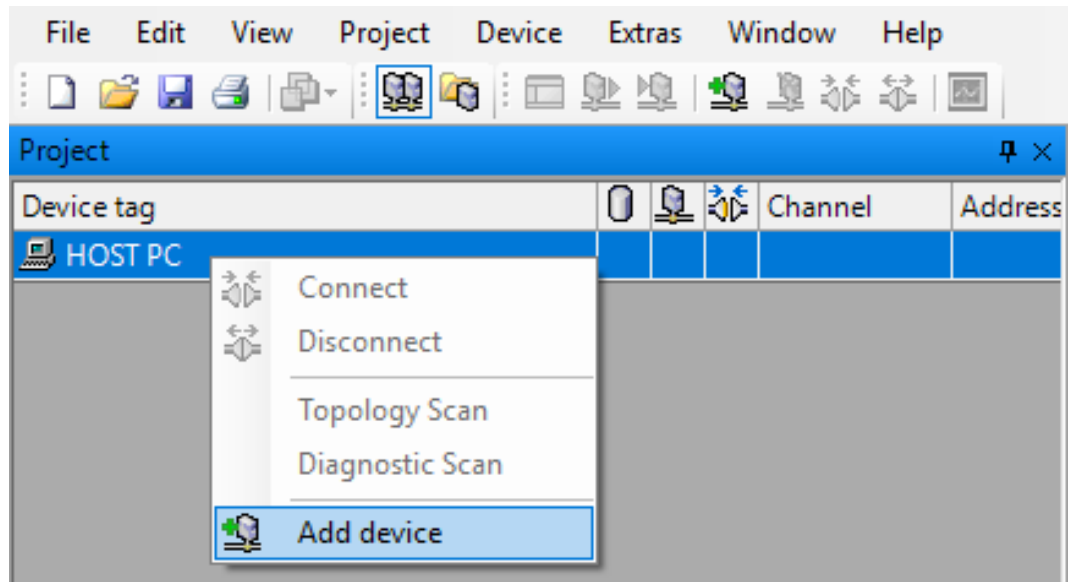 File Edit View Project Device Extras Window Help
Project
Device tag Channel Address
HOST PC
Connect
Disconnect
Topology Scan
Diagnostic Scan
Add device